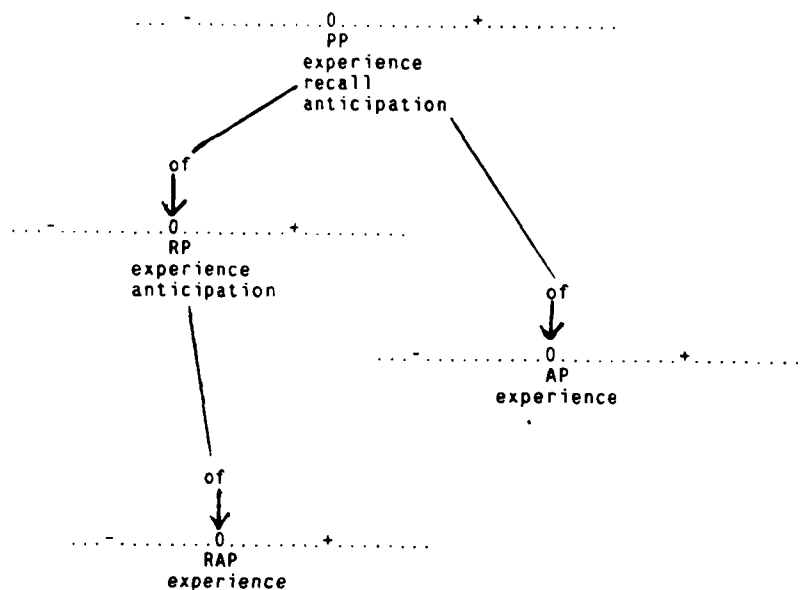 ... - ............. 0 ............. + .............
PP
experience
recall
anticipation
of
... - ............ 0 ............ + ..........
RP
experience
anticipation
of
... - ............ 0 ............ + ...........
AP
experience
of
... - .......... 0 .......... + ..........
RAP
experience